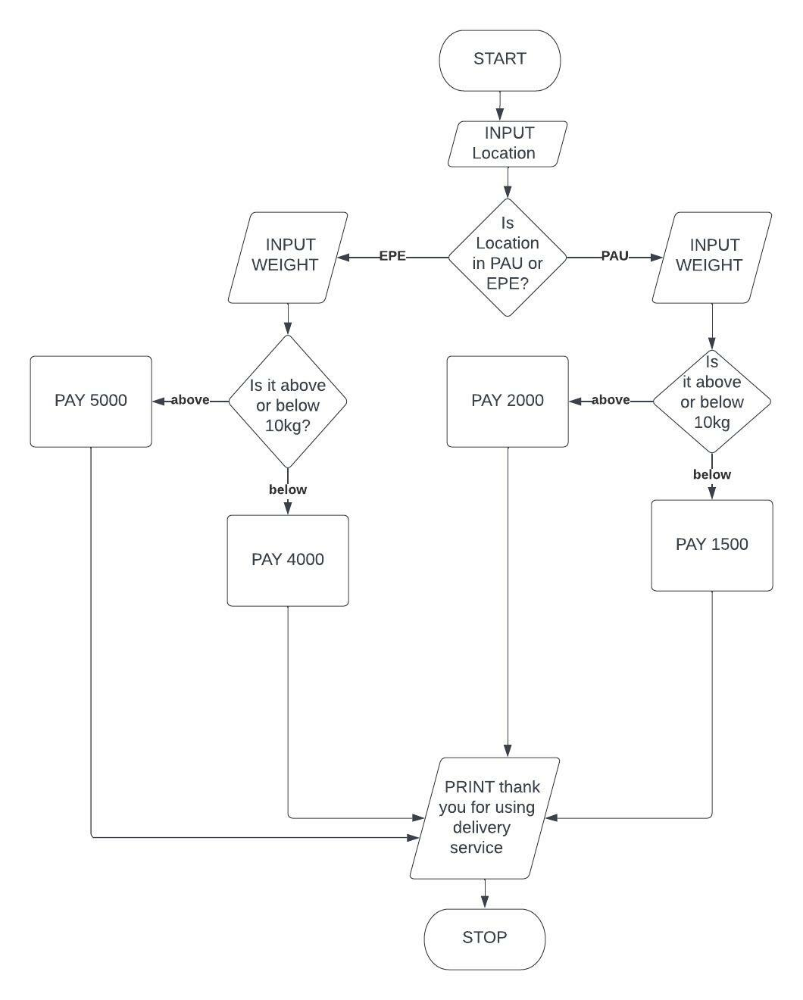 START
INPUT
Location
Is
Location
in PAU or
EPE?
EPE
PAU
INPUT
WEIGHT
INPUT
WEIGHT
Is it above
or below
10kg?
above
below
PAY 5000
PAY 4000
Is
it above
or below
10kg
above
below
PAY 2000
PAY 1500
PRINT thank
you for using
delivery
service
STOP